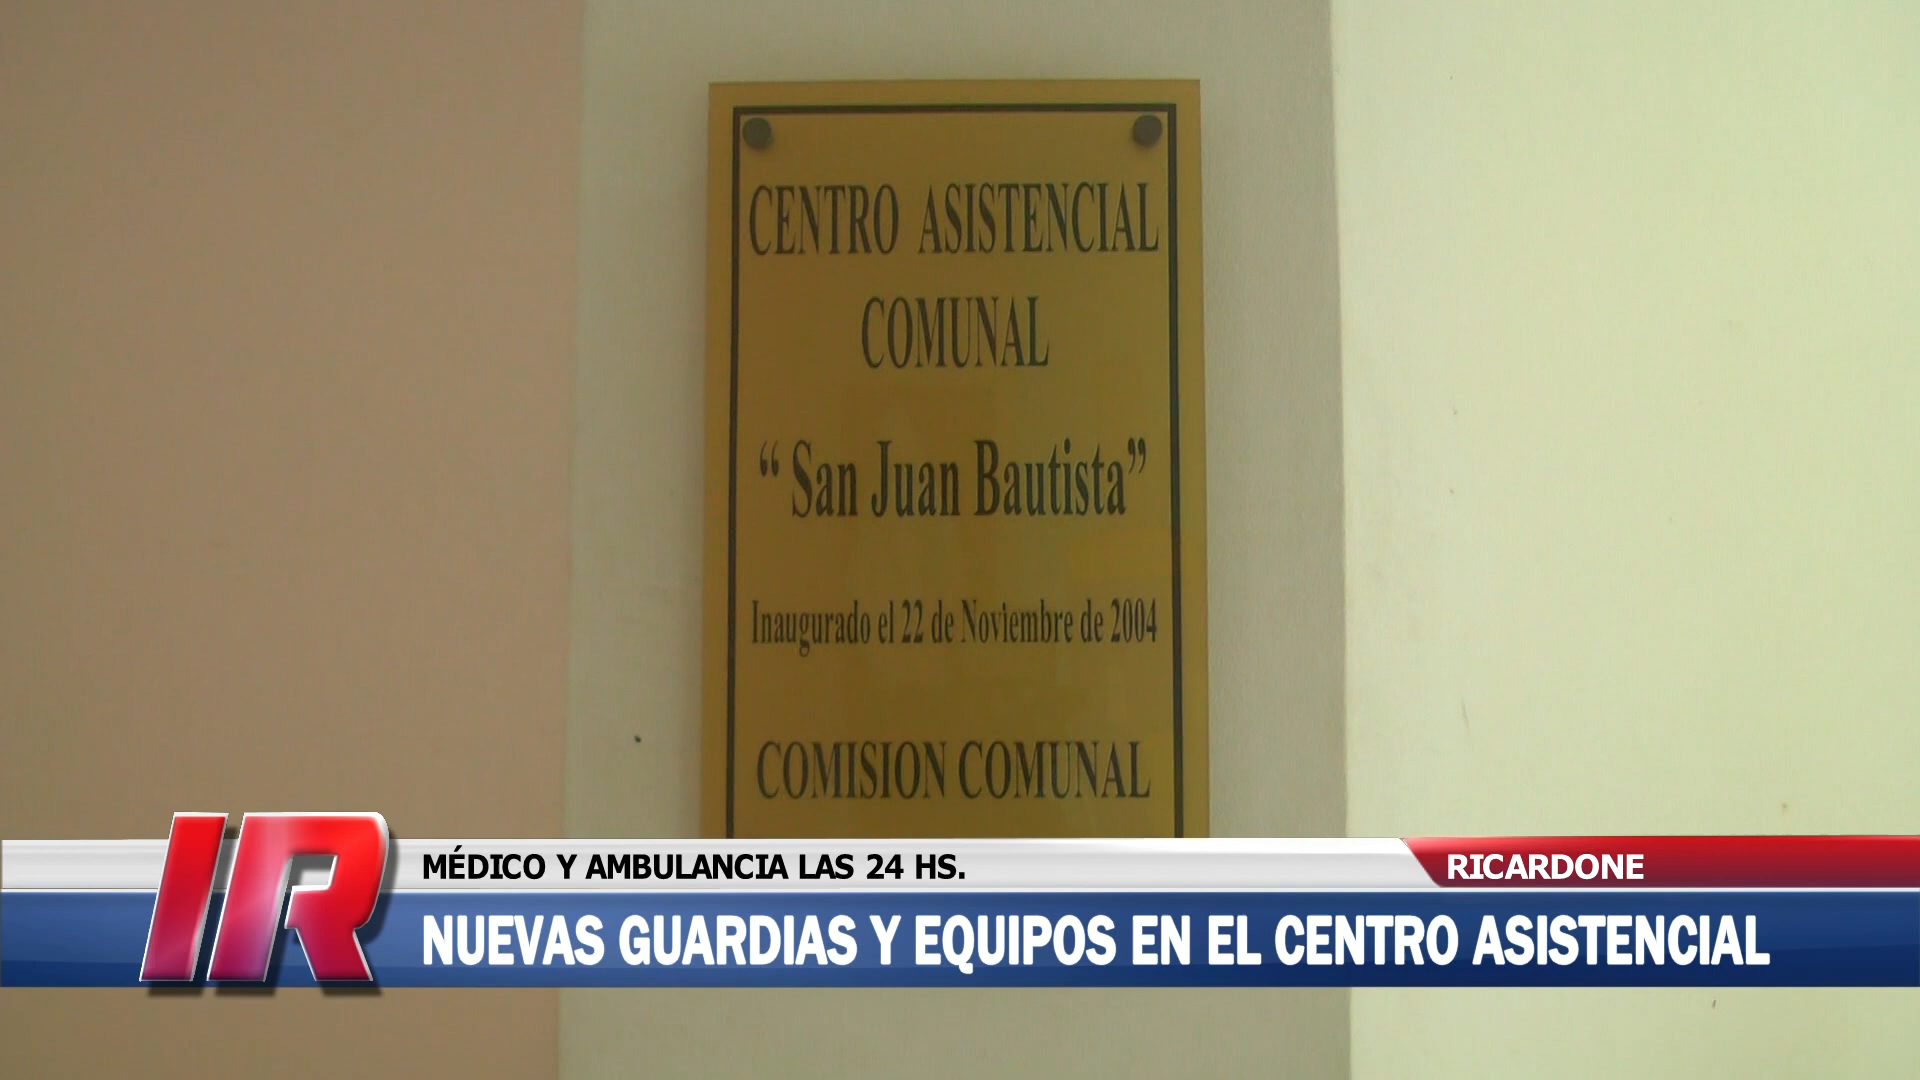 CENTRO ASISTENCIAL
COMUNAL
“ San Juan Bautista”
Inaugurado el 22 de Noviembre de 2004
COMISION COMUNAL
IR
MÉDICO Y AMBULANCIA LAS 24 HS.
RICARDONE
NUEVAS GUARDIAS Y EQUIPOS EN EL CENTRO ASISTENCIAL